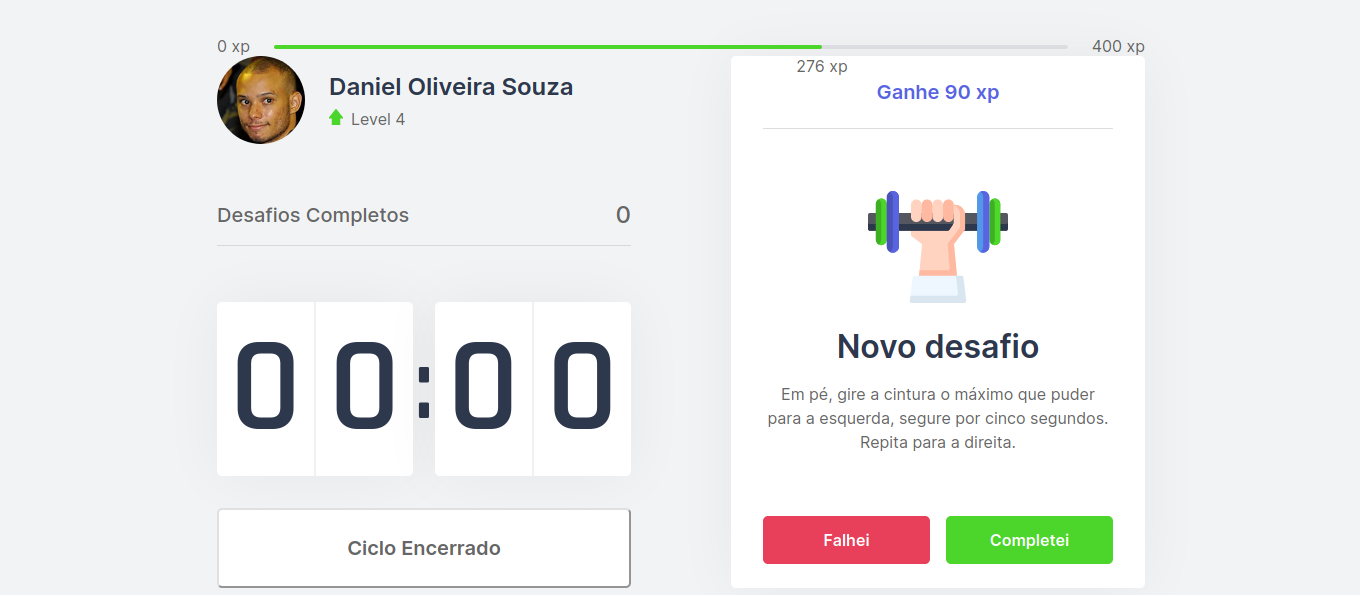 0 xp
400 xp
276 xp
Daniel Oliveira Souza
Level 4
Desafios Completos 0
00:00
Ciclo Encerrado
Ganhe 90 xp
Novo desafio
Em pé, gire a cintura o máximo que puder
para a esquerda, segure por cinco segundos.
Repita para a direita.
Falhei
Completei